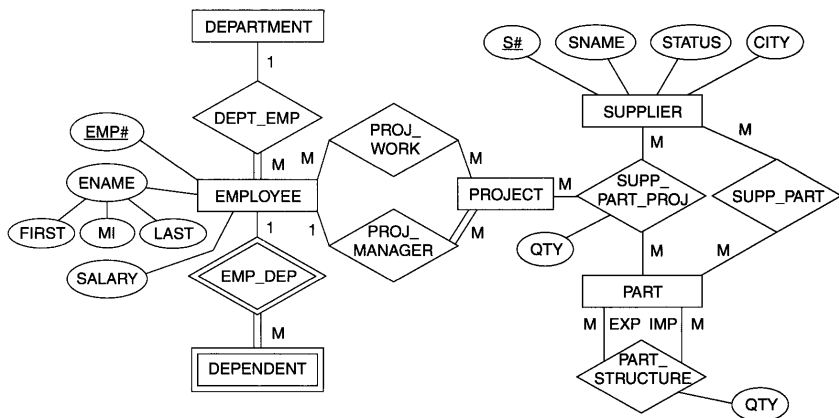 DEPARTMENT
1
DEPT_EMP
M
EMP#
ENAME
FIRST
MI
LAST
SALARY
EMPLOYEE
1
EMP_DEP
M
DEPENDENT
M
PROJ_
WORK
M
1
PROJ_
MANAGER
M
PROJECT
S#
SNAME
STATUS
CITY
SUPPLIER
M
M
M
SUPP_
PART_PROJ
SUPP_PART
QTY
M
M
PART
M
EXP
IMP
M
PART_
STRUCTURE
QTY